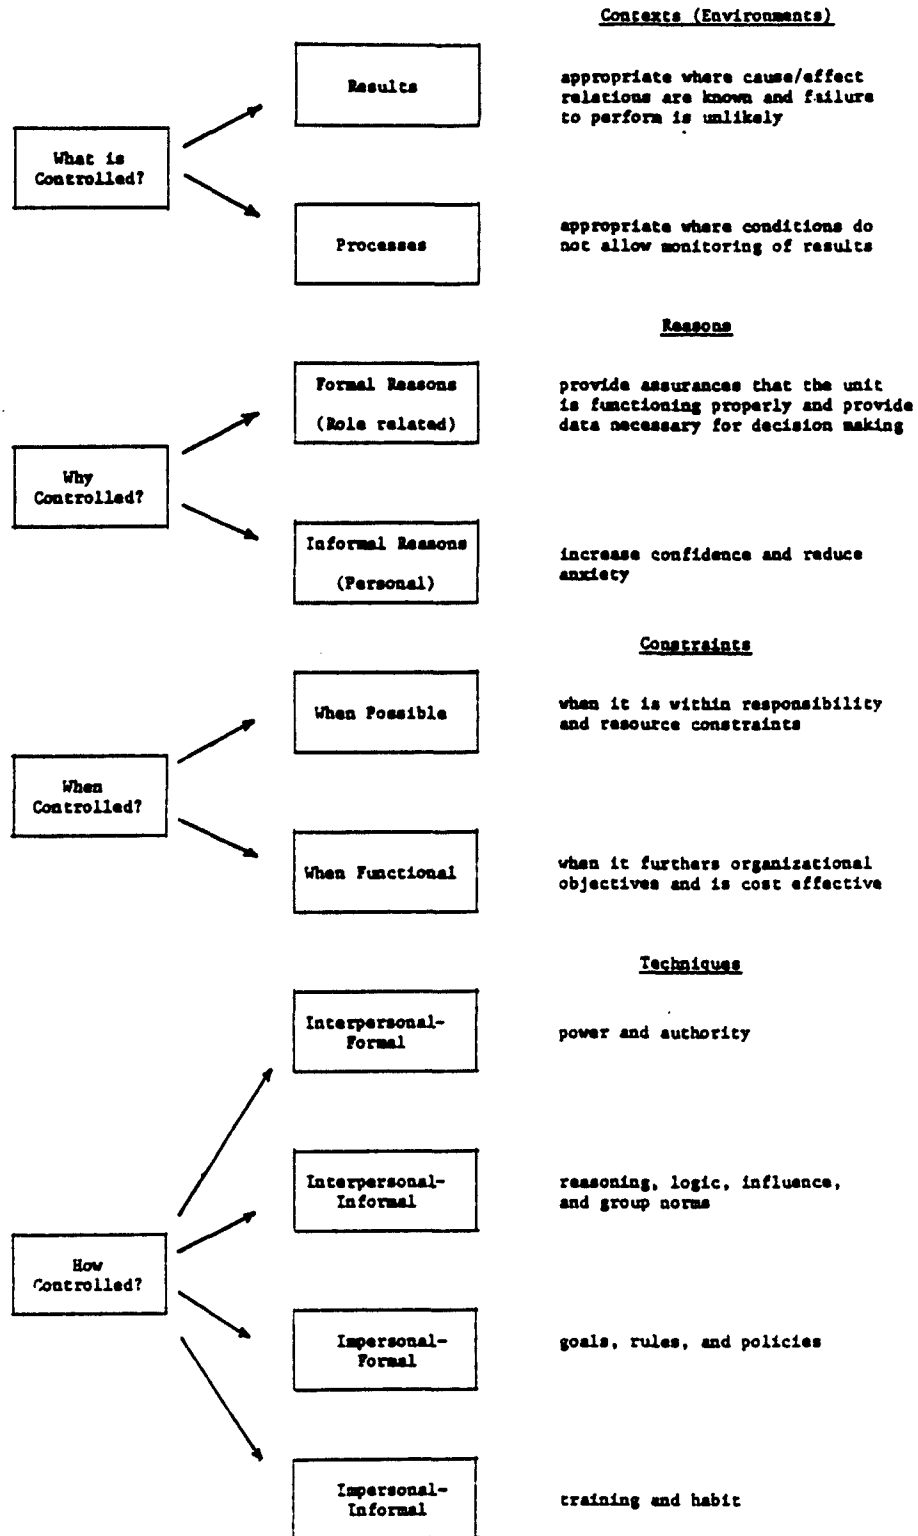 Contexts (Environments)
Results
appropriate where cause/effect
relations are known and failure
to perform is unlikely
What is
Controlled?
Processes
appropriate where conditions do
not allow monitoring of results
Reasons
Formal Reasons
(Role related)
provide assurances that the unit
is functioning properly and provide
data necessary for decision making
Why
Controlled?
Informal Reasons
(Personal)
increase confidence and reduce
anxiety
Constraints
When Possible
when it is within responsibility
and resource constraints
When
Controlled?
When Functional
when it furthers organizational
objectives and is cost effective
Techniques
Interpersonal-
Formal
power and authority
Interpersonal-
Informal
reasoning, logic, influence,
and group norms
How
Controlled?
Impersonal-
Formal
goals, rules, and policies
Impersonal-
Informal
training and habit